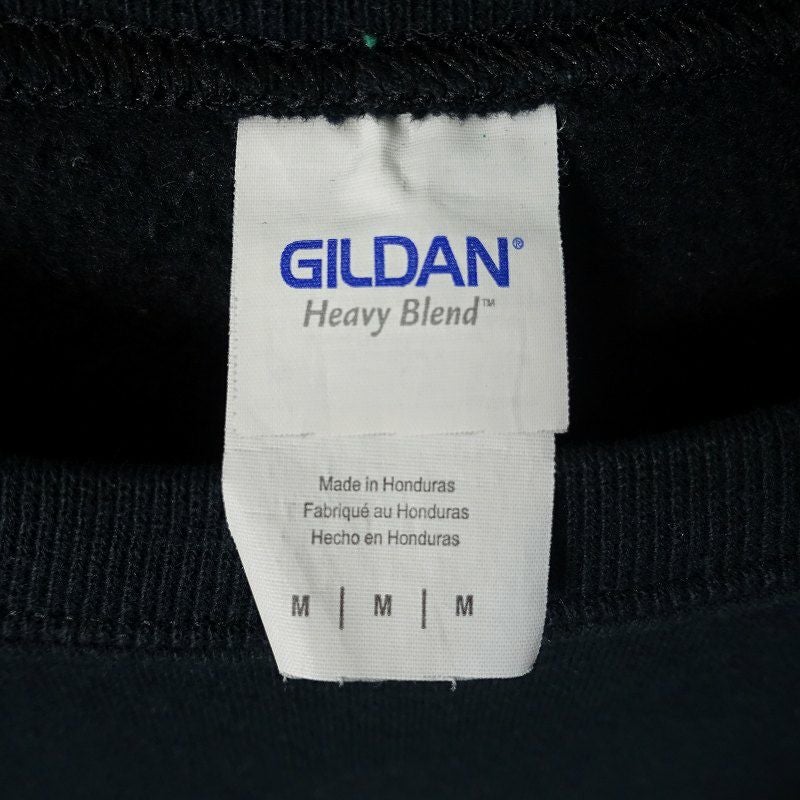 GILDAN®
Heavy Blend™
Made in Honduras
Fabriqué au Honduras
Hecho en Honduras
M | M | M